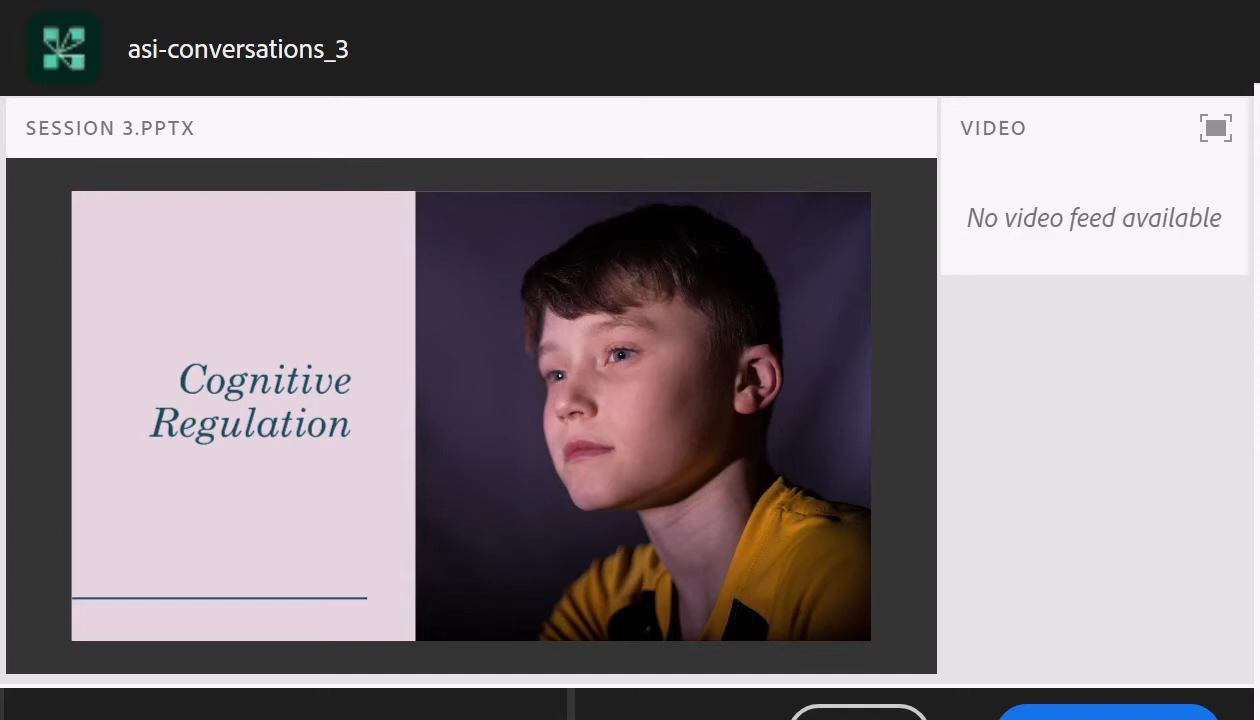 asi-conversations_3
SESSION 3.PPTX
VIDEO
No video feed available
Cognitive
Regulation